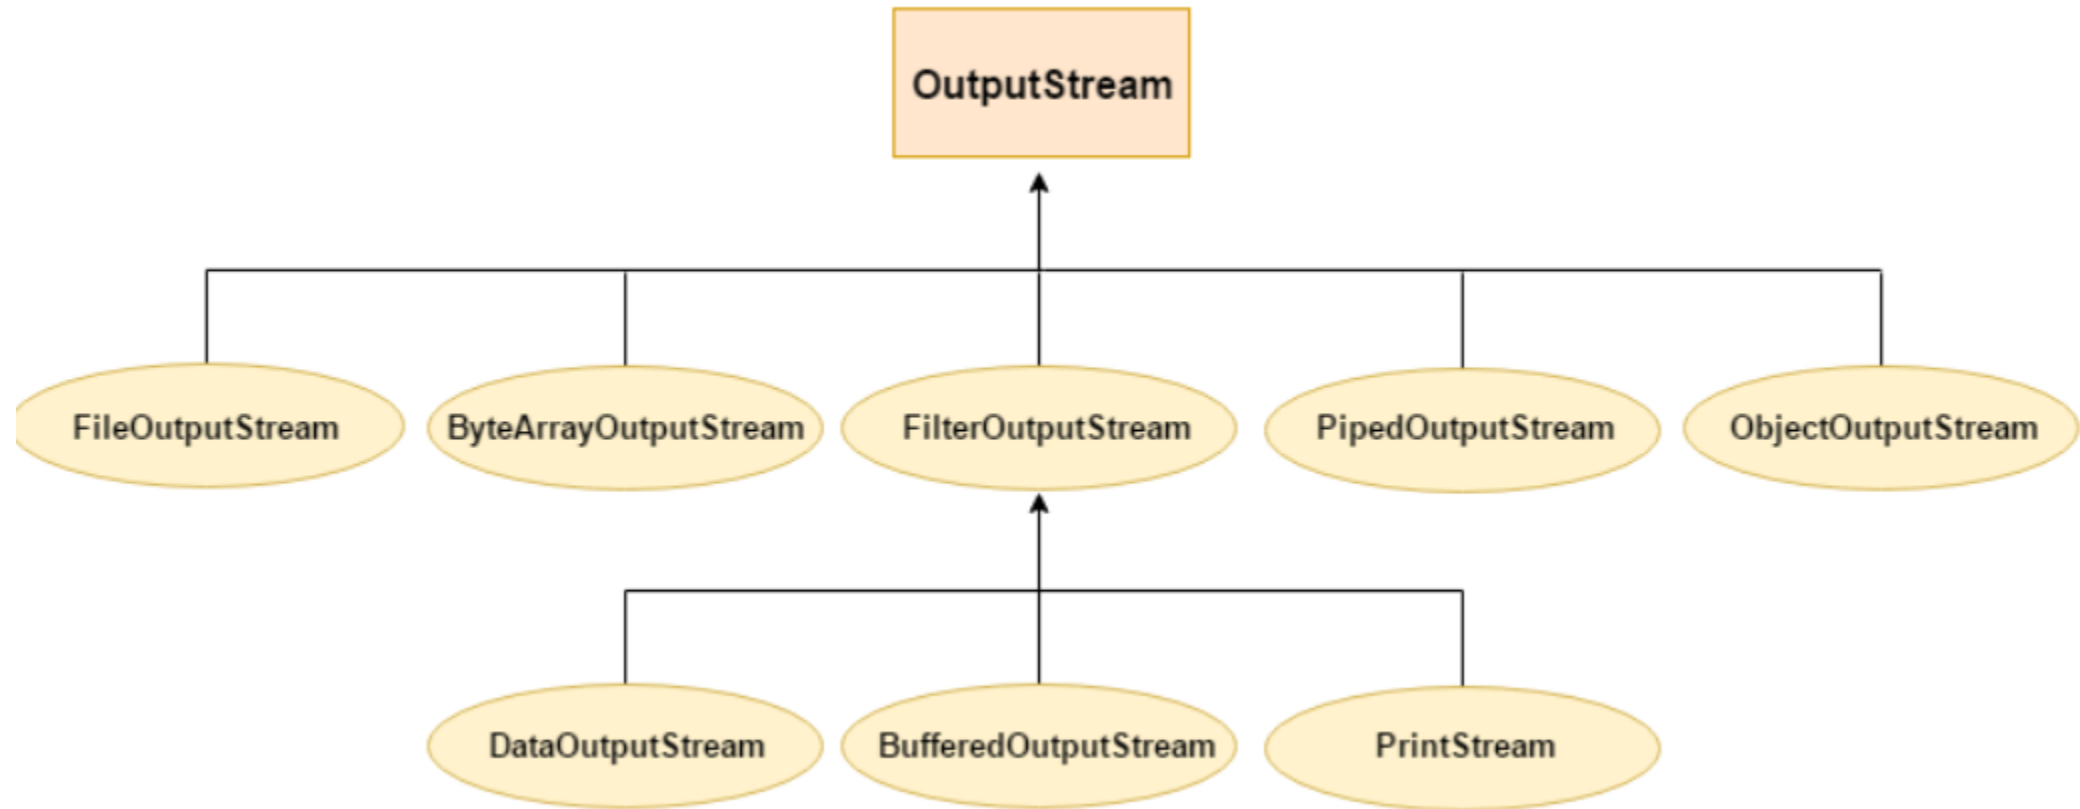 OutputStream
FileOutputStream
ByteArrayOutputStream
FilterOutputStream
PipedOutputStream
ObjectOutputStream
DataOutputStream
BufferedOutputStream
PrintStream